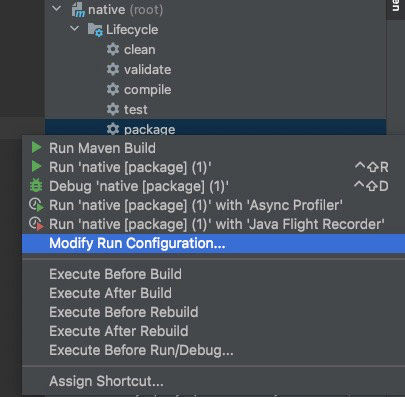 native (root)
Lifecycle
clean
validate
compile
test
package
Run Maven Build
Run 'native [package] (1)' ^⇧R
Debug 'native [package] (1)' ^⇧D
Run 'native [package] (1)' with 'Async Profiler'
Run 'native [package] (1)' with 'Java Flight Recorder'
Modify Run Configuration...
Execute Before Build
Execute After Build
Execute Before Rebuild
Execute After Rebuild
Execute Before Run/Debug...
Assign Shortcut...